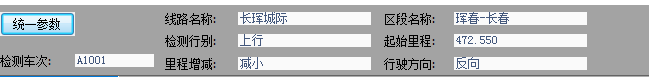 统一参数
线路名称: 长珲城际 区段名称: 珲春-长春
检测行别: 上行 起始里程: 472.550
检测车次: A1001 里程增减: 减小 行驶方向: 反向